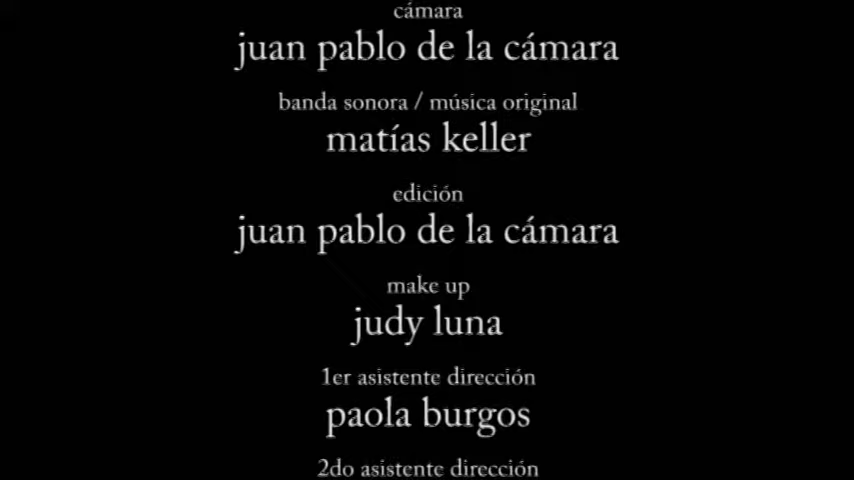 cámara
juan pablo de la cámara
banda sonora / música original
matías keller
edición
juan pablo de la cámara
make up
judy luna
1er asistente dirección
paola burgos
2do asistente dirección